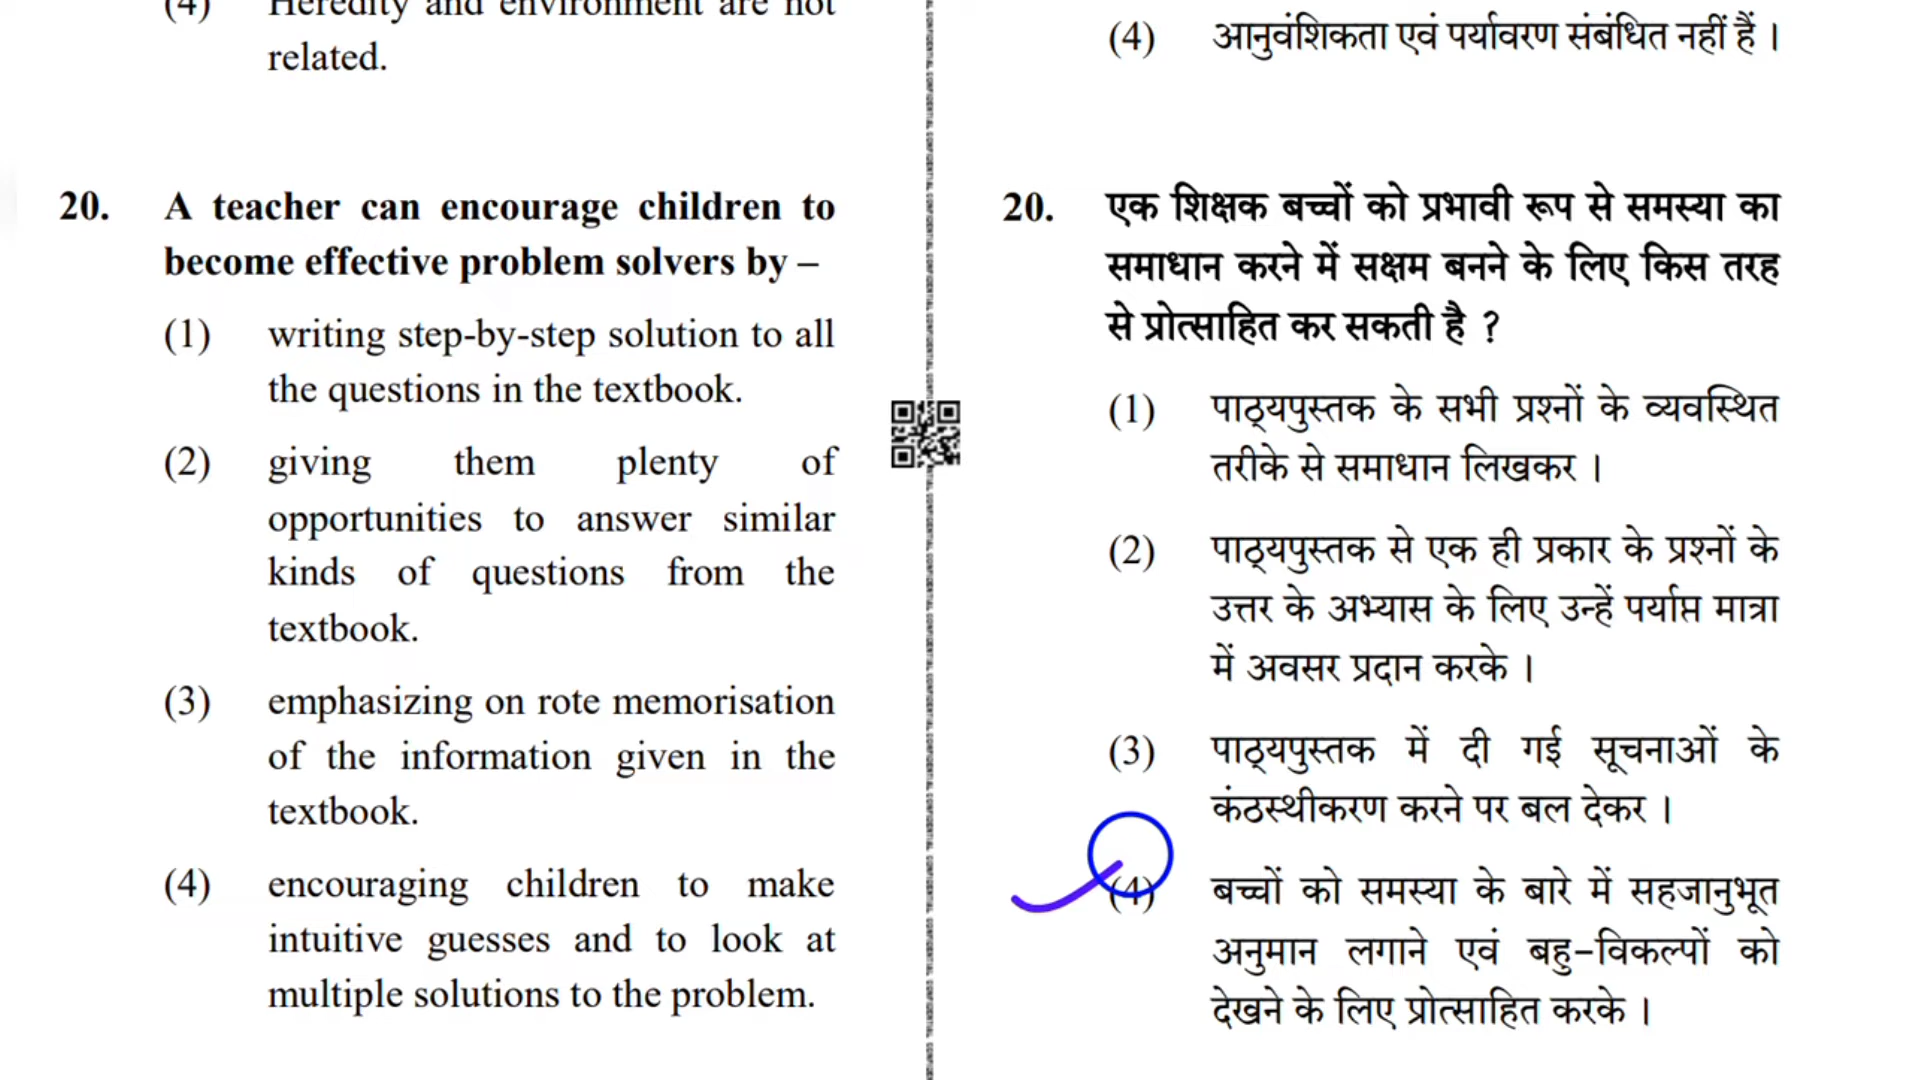 (4) Heredity and environment are not
related.
20. A teacher can encourage children to
become effective problem solvers by –
(1) writing step-by-step solution to all
the questions in the textbook.
(2) giving them plenty of
opportunities to answer similar
kinds of questions from the
textbook.
(3) emphasizing on rote memorisation
of the information given in the
textbook.
(4) encouraging children to make
intuitive guesses and to look at
multiple solutions to the problem.
(4) आनुवंशिकता एवं पर्यावरण संबंधित नहीं हैं ।
20. एक शिक्षक बच्चों को प्रभावी रूप से समस्या का
समाधान करने में सक्षम बनने के लिए किस तरह
से प्रोत्साहित कर सकती है ?
(1) पाठ्यपुस्तक के सभी प्रश्नों के व्यवस्थित
तरीके से समाधान लिखकर ।
(2) पाठ्यपुस्तक से एक ही प्रकार के प्रश्नों के
उत्तर के अभ्यास के लिए उन्हें पर्याप्त मात्रा
में अवसर प्रदान करके ।
(3) पाठ्यपुस्तक में दी गई सूचनाओं के
कंठस्थीकरण करने पर बल देकर ।
(4) बच्चों को समस्या के बारे में सहजानुभूत
अनुमान लगाने एवं बहु-विकल्पों को
देखने के लिए प्रोत्साहित करके ।